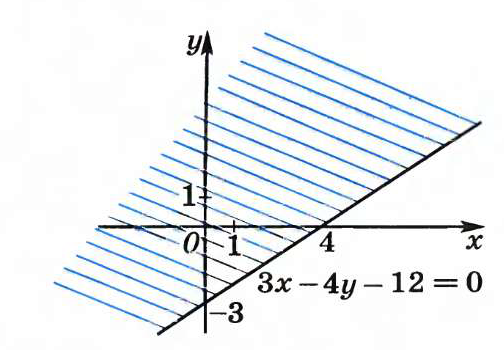 y
1
0 1 4 x
3x – 4y – 12 = 0
–3